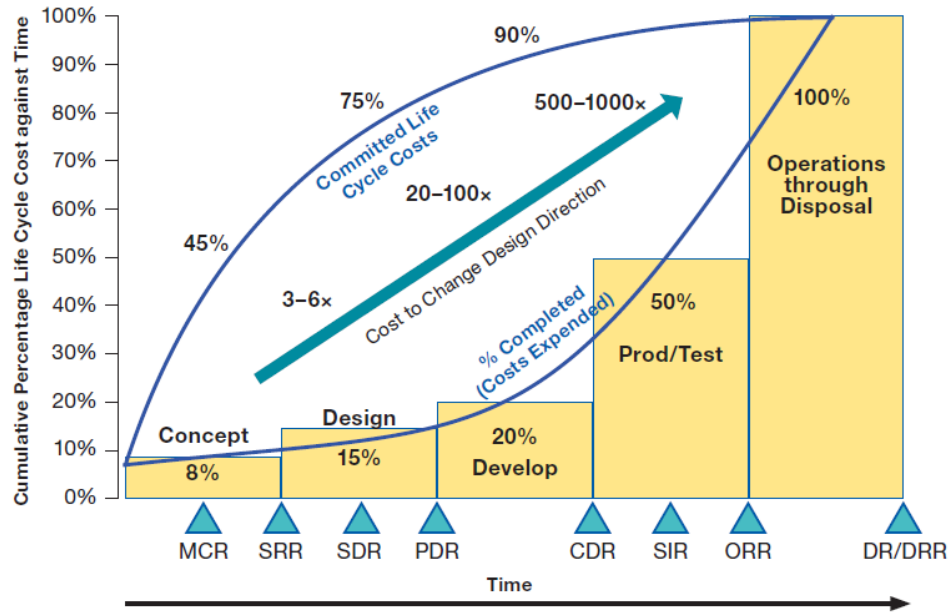 Cumulative Percentage Life Cycle Cost against Time
100%
90%
80%
70%
60%
50%
40%
30%
20%
10%
0%
45%
75%
90%
Committed Life
Cycle Costs
3–6×
20–100×
500–1000×
Cost to Change Design Direction
% Completed
(Costs Expended)
Concept
8%
Design
15%
20%
Develop
50%
Prod/Test
100%
Operations
through
Disposal
MCR
SRR
SDR
PDR
CDR
SIR
ORR
DR/DRR
Time